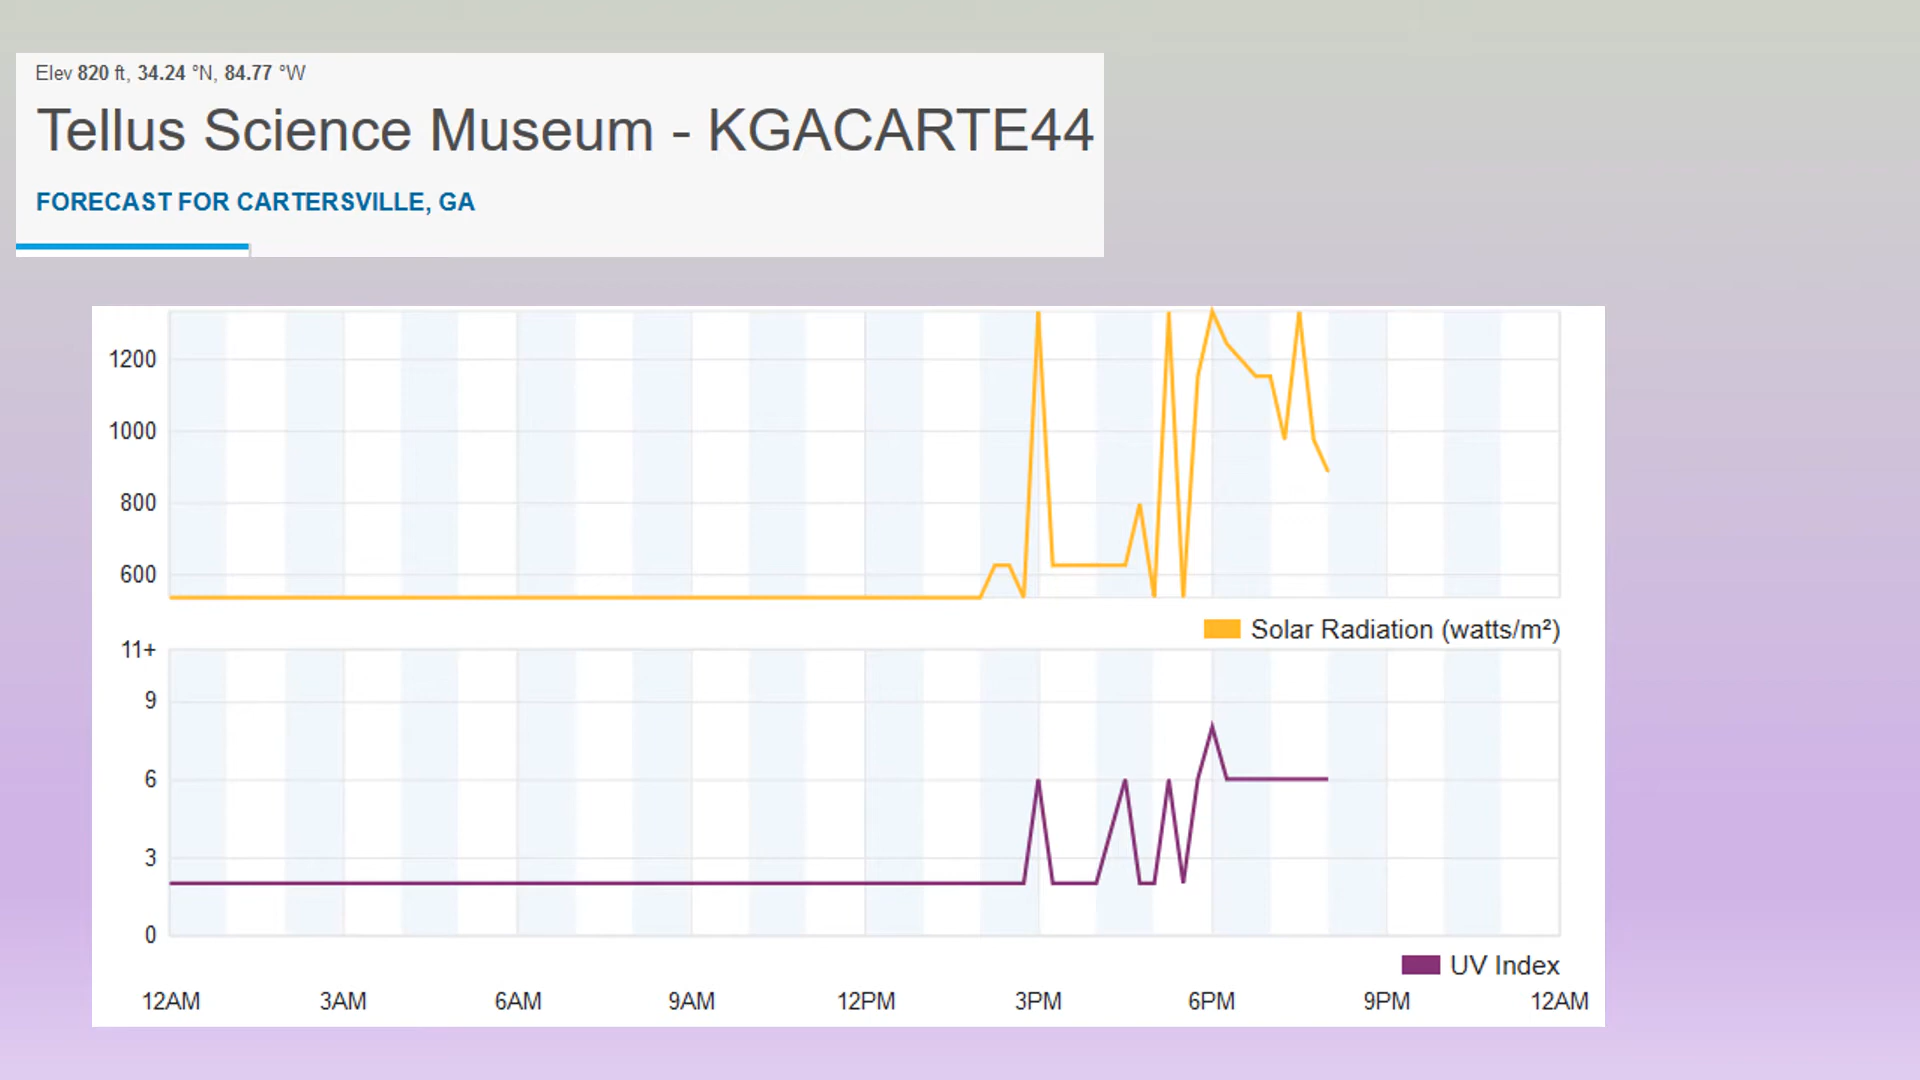 Elev 820 ft, 34.24 °N, 84.77 °W
Tellus Science Museum - KGACARTE44
FORECAST FOR CARTERSVILLE, GA
1200
1000
800
600
Solar Radiation (watts/m²)
11+
9
6
3
0
UV Index
12AM 3AM 6AM 9AM 12PM 3PM 6PM 9PM 12AM